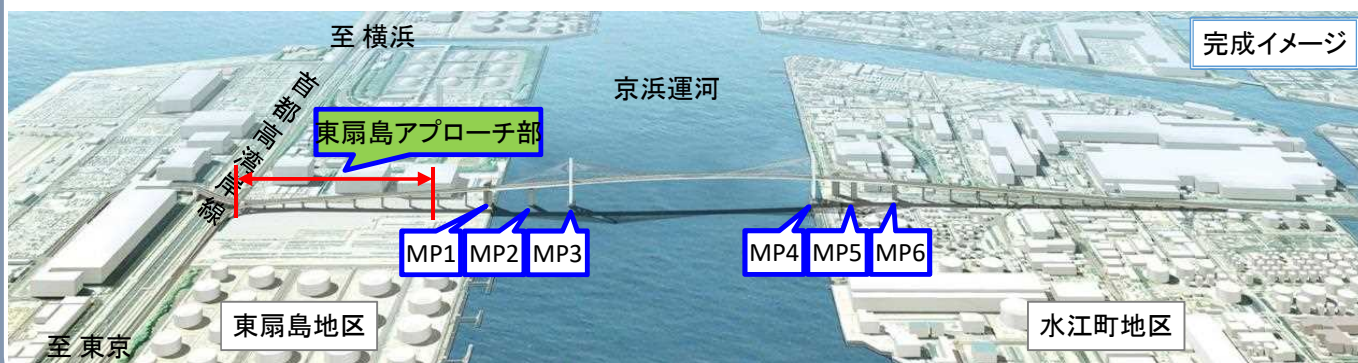 至 横浜
完成イメージ
京浜運河
首都高湾岸線
東扇島アプローチ部
MP1
MP2
MP3
MP4
MP5
MP6
東扇島地区
水江町地区
至 東京